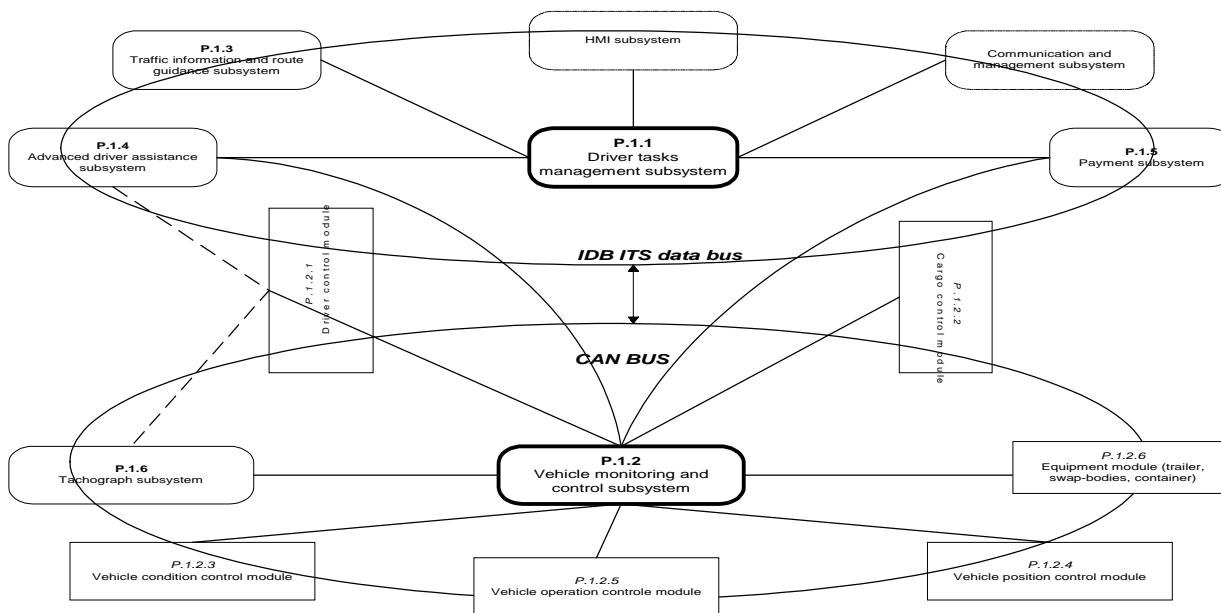 HMI subsystem
P.1.3
Traffic information and route
guidance subsystem
Communication and
management subsystem
P.1.4
Advanced driver assistance
subsystem
P.1.1
Driver tasks
management subsystem
P.1.5
Payment subsystem
P.1.2.1
Driver control module
IDB ITS data bus
P.1.2.2
Cargo control module
CAN BUS
P.1.6
Tachograph subsystem
P.1.2
Vehicle monitoring and
control subsystem
P.1.2.6
Equipment module (trailer,
swap-bodies, container)
P.1.2.3
Vehicle condition control module
P.1.2.5
Vehicle operation controle module
P.1.2.4
Vehicle position control module